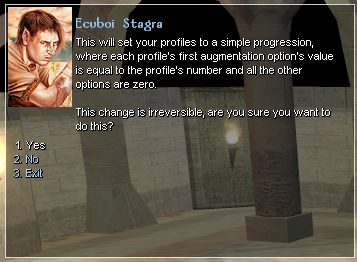 Ecuboi Stagra
This will set your profiles to a simple progression,
where each profile's first augmentation option's value
is equal to the profile's number and all the other
options are zero.
This change is irreversible, are you sure you want to
do this?
1. Yes
2. No
3. Exit